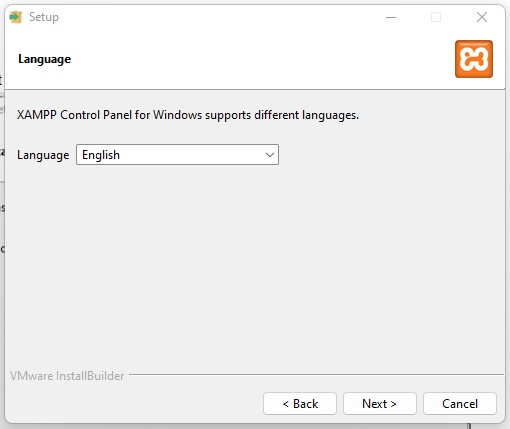 Setup
Language
XAMPP Control Panel for Windows supports different languages.
Language English
VMware InstallBuilder
< Back Next > Cancel